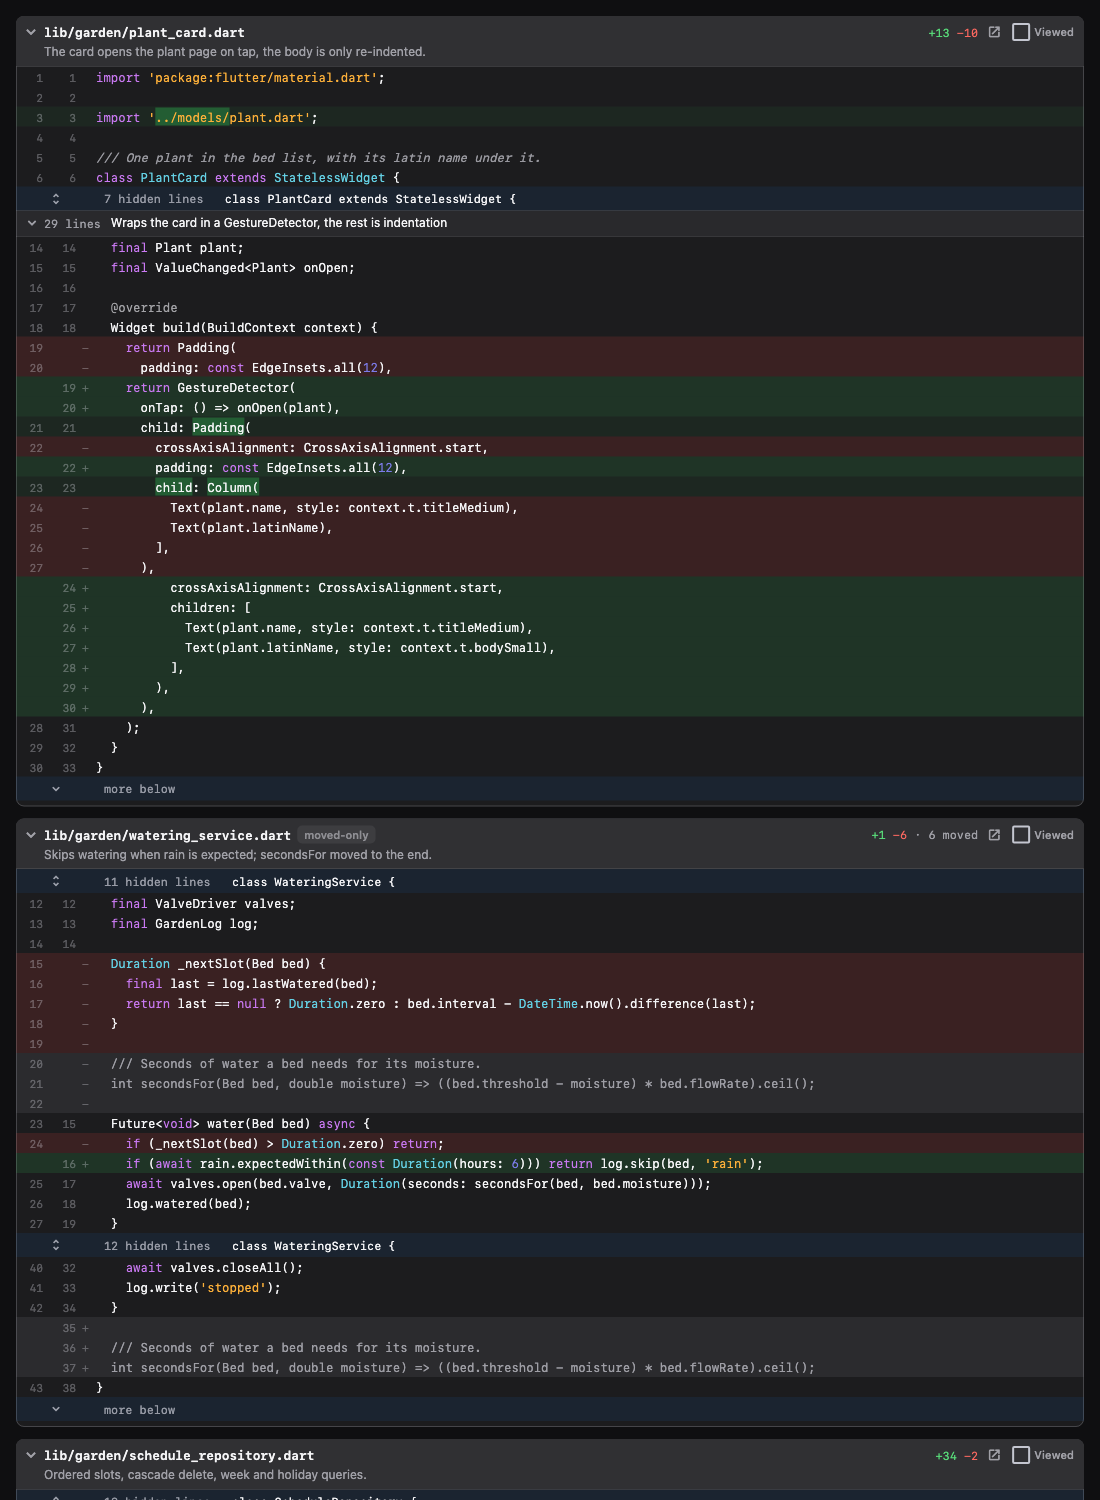 lib/garden/plant_card.dart +13 −10 Viewed
The card opens the plant page on tap, the body is only re-indented.
1 1 import 'package:flutter/material.dart';
2 2
3 3 import '../models/plant.dart';
4 4
5 5 /// One plant in the bed list, with its latin name under it.
6 6 class PlantCard extends StatelessWidget {
7 hidden lines class PlantCard extends StatelessWidget {
29 lines Wraps the card in a GestureDetector, the rest is indentation
14 14 final Plant plant;
15 15 final ValueChanged<Plant> onOpen;
16 16
17 17 @override
18 18 Widget build(BuildContext context) {
19 − return Padding(
20 − padding: const EdgeInsets.all(12),
19 + return GestureDetector(
20 + onTap: () => onOpen(plant),
21 21 child: Padding(
22 − crossAxisAlignment: CrossAxisAlignment.start,
22 + padding: const EdgeInsets.all(12),
23 23 child: Column(
24 − Text(plant.name, style: context.t.titleMedium),
25 − Text(plant.latinName),
26 − ],
27 − ),
24 + crossAxisAlignment: CrossAxisAlignment.start,
25 + children: [
26 + Text(plant.name, style: context.t.titleMedium),
27 + Text(plant.latinName, style: context.t.bodySmall),
28 + ],
29 + ),
30 + ),
28 31 );
29 32 }
30 33 }
more below
lib/garden/watering_service.dart moved-only +1 −6 · 6 moved Viewed
Skips watering when rain is expected; secondsFor moved to the end.
11 hidden lines class WateringService {
12 12 final ValveDriver valves;
13 13 final GardenLog log;
14 14
15 − Duration _nextSlot(Bed bed) {
16 − final last = log.lastWatered(bed);
17 − return last == null ? Duration.zero : bed.interval − DateTime.now().difference(last);
18 − }
19 −
20 − /// Seconds of water a bed needs for its moisture.
21 − int secondsFor(Bed bed, double moisture) => ((bed.threshold − moisture) * bed.flowRate).ceil();
22 −
23 15 Future<void> water(Bed bed) async {
24 − if (_nextSlot(bed) > Duration.zero) return;
16 + if (await rain.expectedWithin(const Duration(hours: 6))) return log.skip(bed, 'rain');
25 17 await valves.open(bed.valve, Duration(seconds: secondsFor(bed, bed.moisture)));
26 18 log.watered(bed);
27 19 }
12 hidden lines class WateringService {
40 32 await valves.closeAll();
41 33 log.write('stopped');
42 34 }
35 +
36 + /// Seconds of water a bed needs for its moisture.
37 + int secondsFor(Bed bed, double moisture) => ((bed.threshold − moisture) * bed.flowRate).ceil();
43 38 }
more below
lib/garden/schedule_repository.dart +34 −2 Viewed
Ordered slots, cascade delete, week and holiday queries.